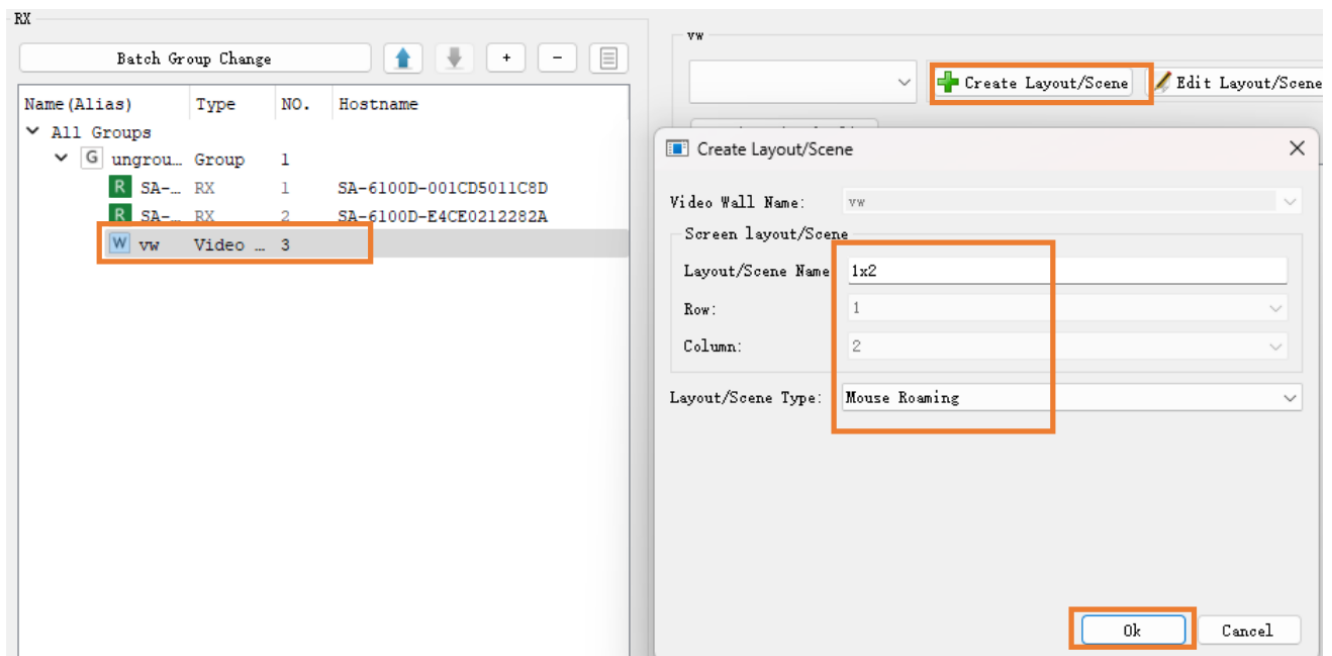 RX
Batch Group Change
+
-
Name(Alias) Type NO. Hostname
All Groups
G ungrou… Group 1
R SA-… RX 1 SA-6100D-001CD5011C8D
R SA-… RX 2 SA-6100D-E4CE0212282A
W vw Video … 3
vw
Create Layout/Scene
Edit Layout/Scene
Create Layout/Scene
Video Wall Name: vw
Screen layout/Scene
Layout/Scene Name 1x2
Row: 1
Column: 2
Layout/Scene Type: Mouse Roaming
Ok
Cancel